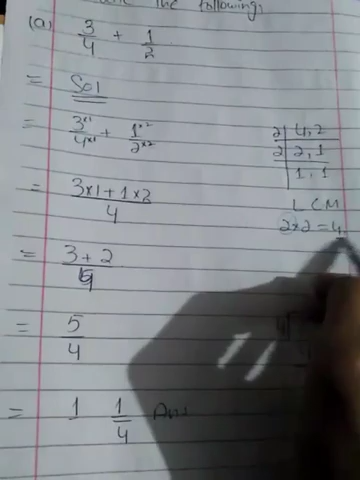 the following:
(a) 3/4 + 1/2
= Sol
= 3×1/4×1 + 1×2/2×2
2 | 4, 2
2 | 2, 1
1, 1
= 3×1+1×2/4
LCM
2×2=4
= 3+2/4
= 5/4
= 1 1/4 Ans